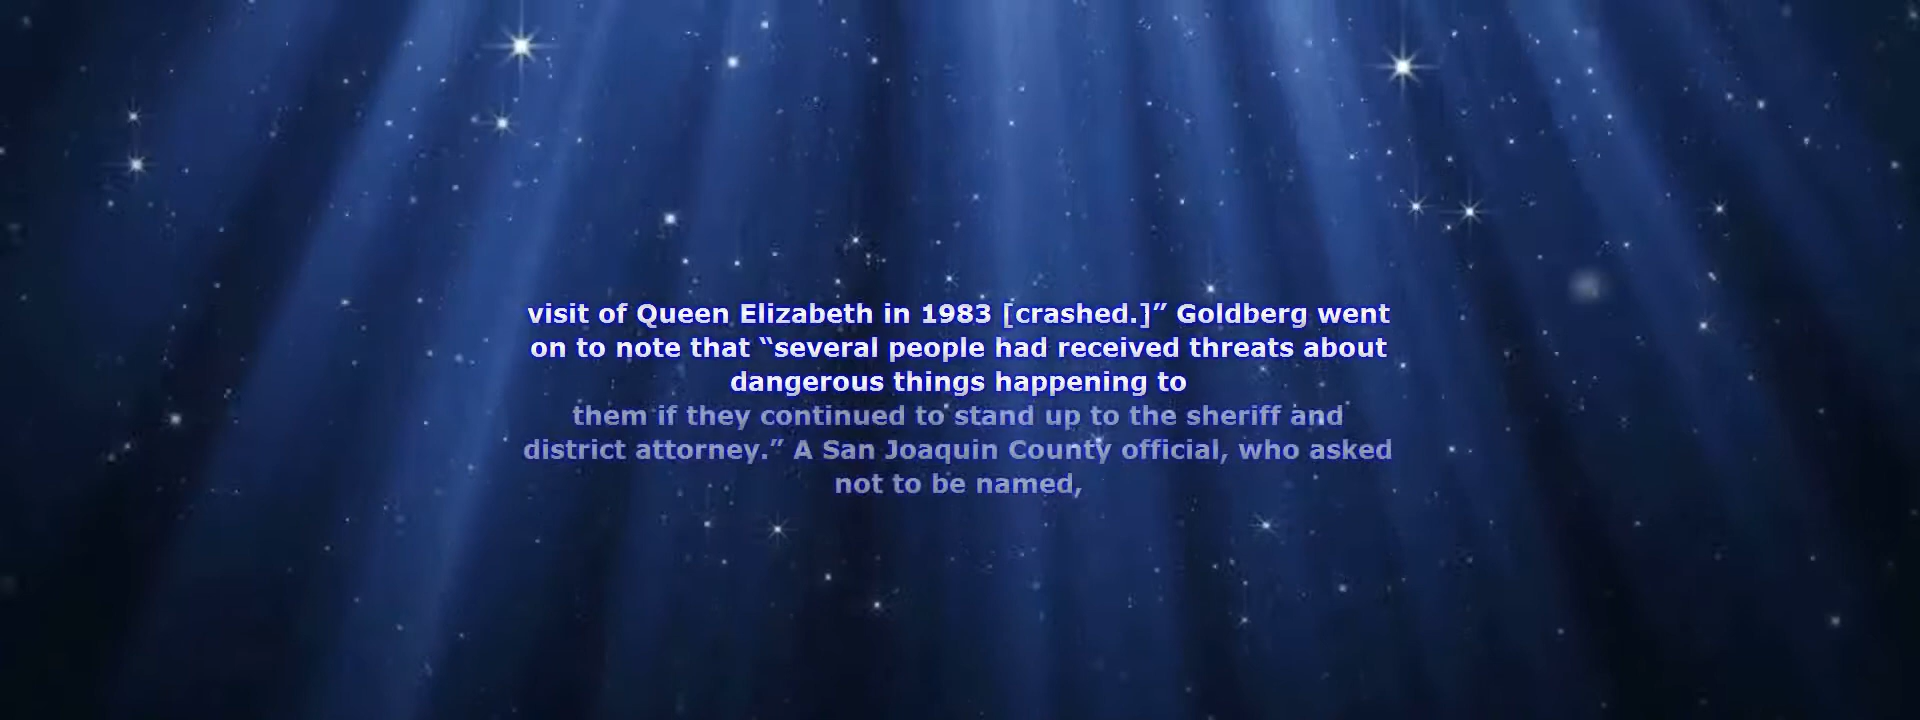 visit of Queen Elizabeth in 1983 [crashed.]” Goldberg went
on to note that “several people had received threats about
dangerous things happening to
them if they continued to stand up to the sheriff and
district attorney.” A San Joaquin County official, who asked
not to be named,